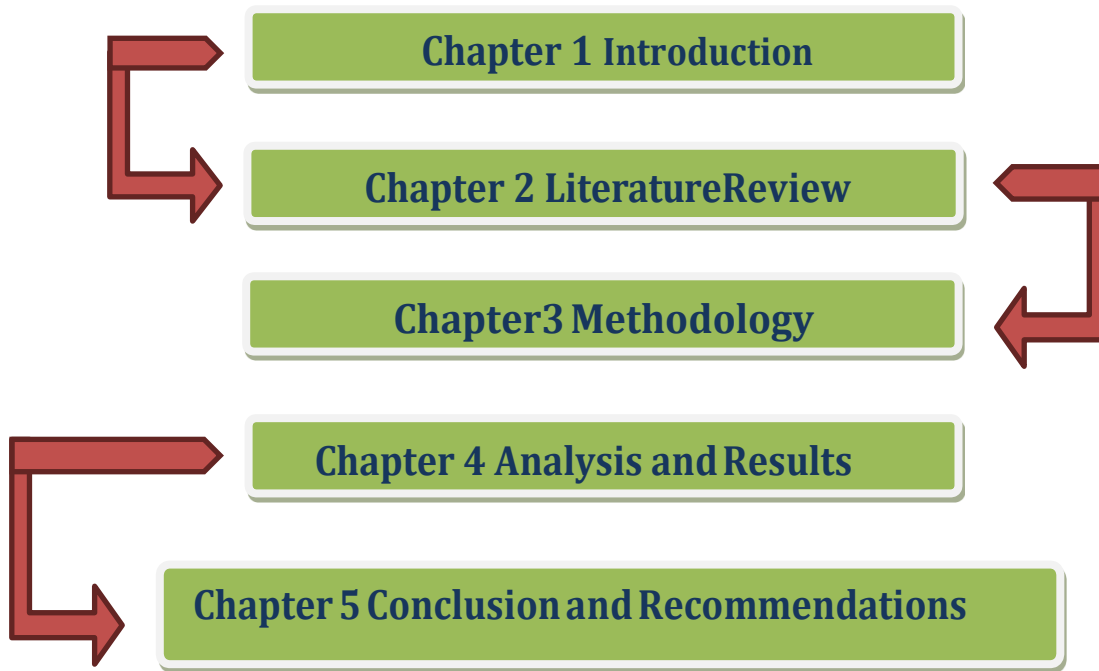 Chapter 1 Introduction
Chapter 2 LiteratureReview
Chapter3 Methodology
Chapter 4 Analysis and Results
Chapter 5 Conclusion and Recommendations